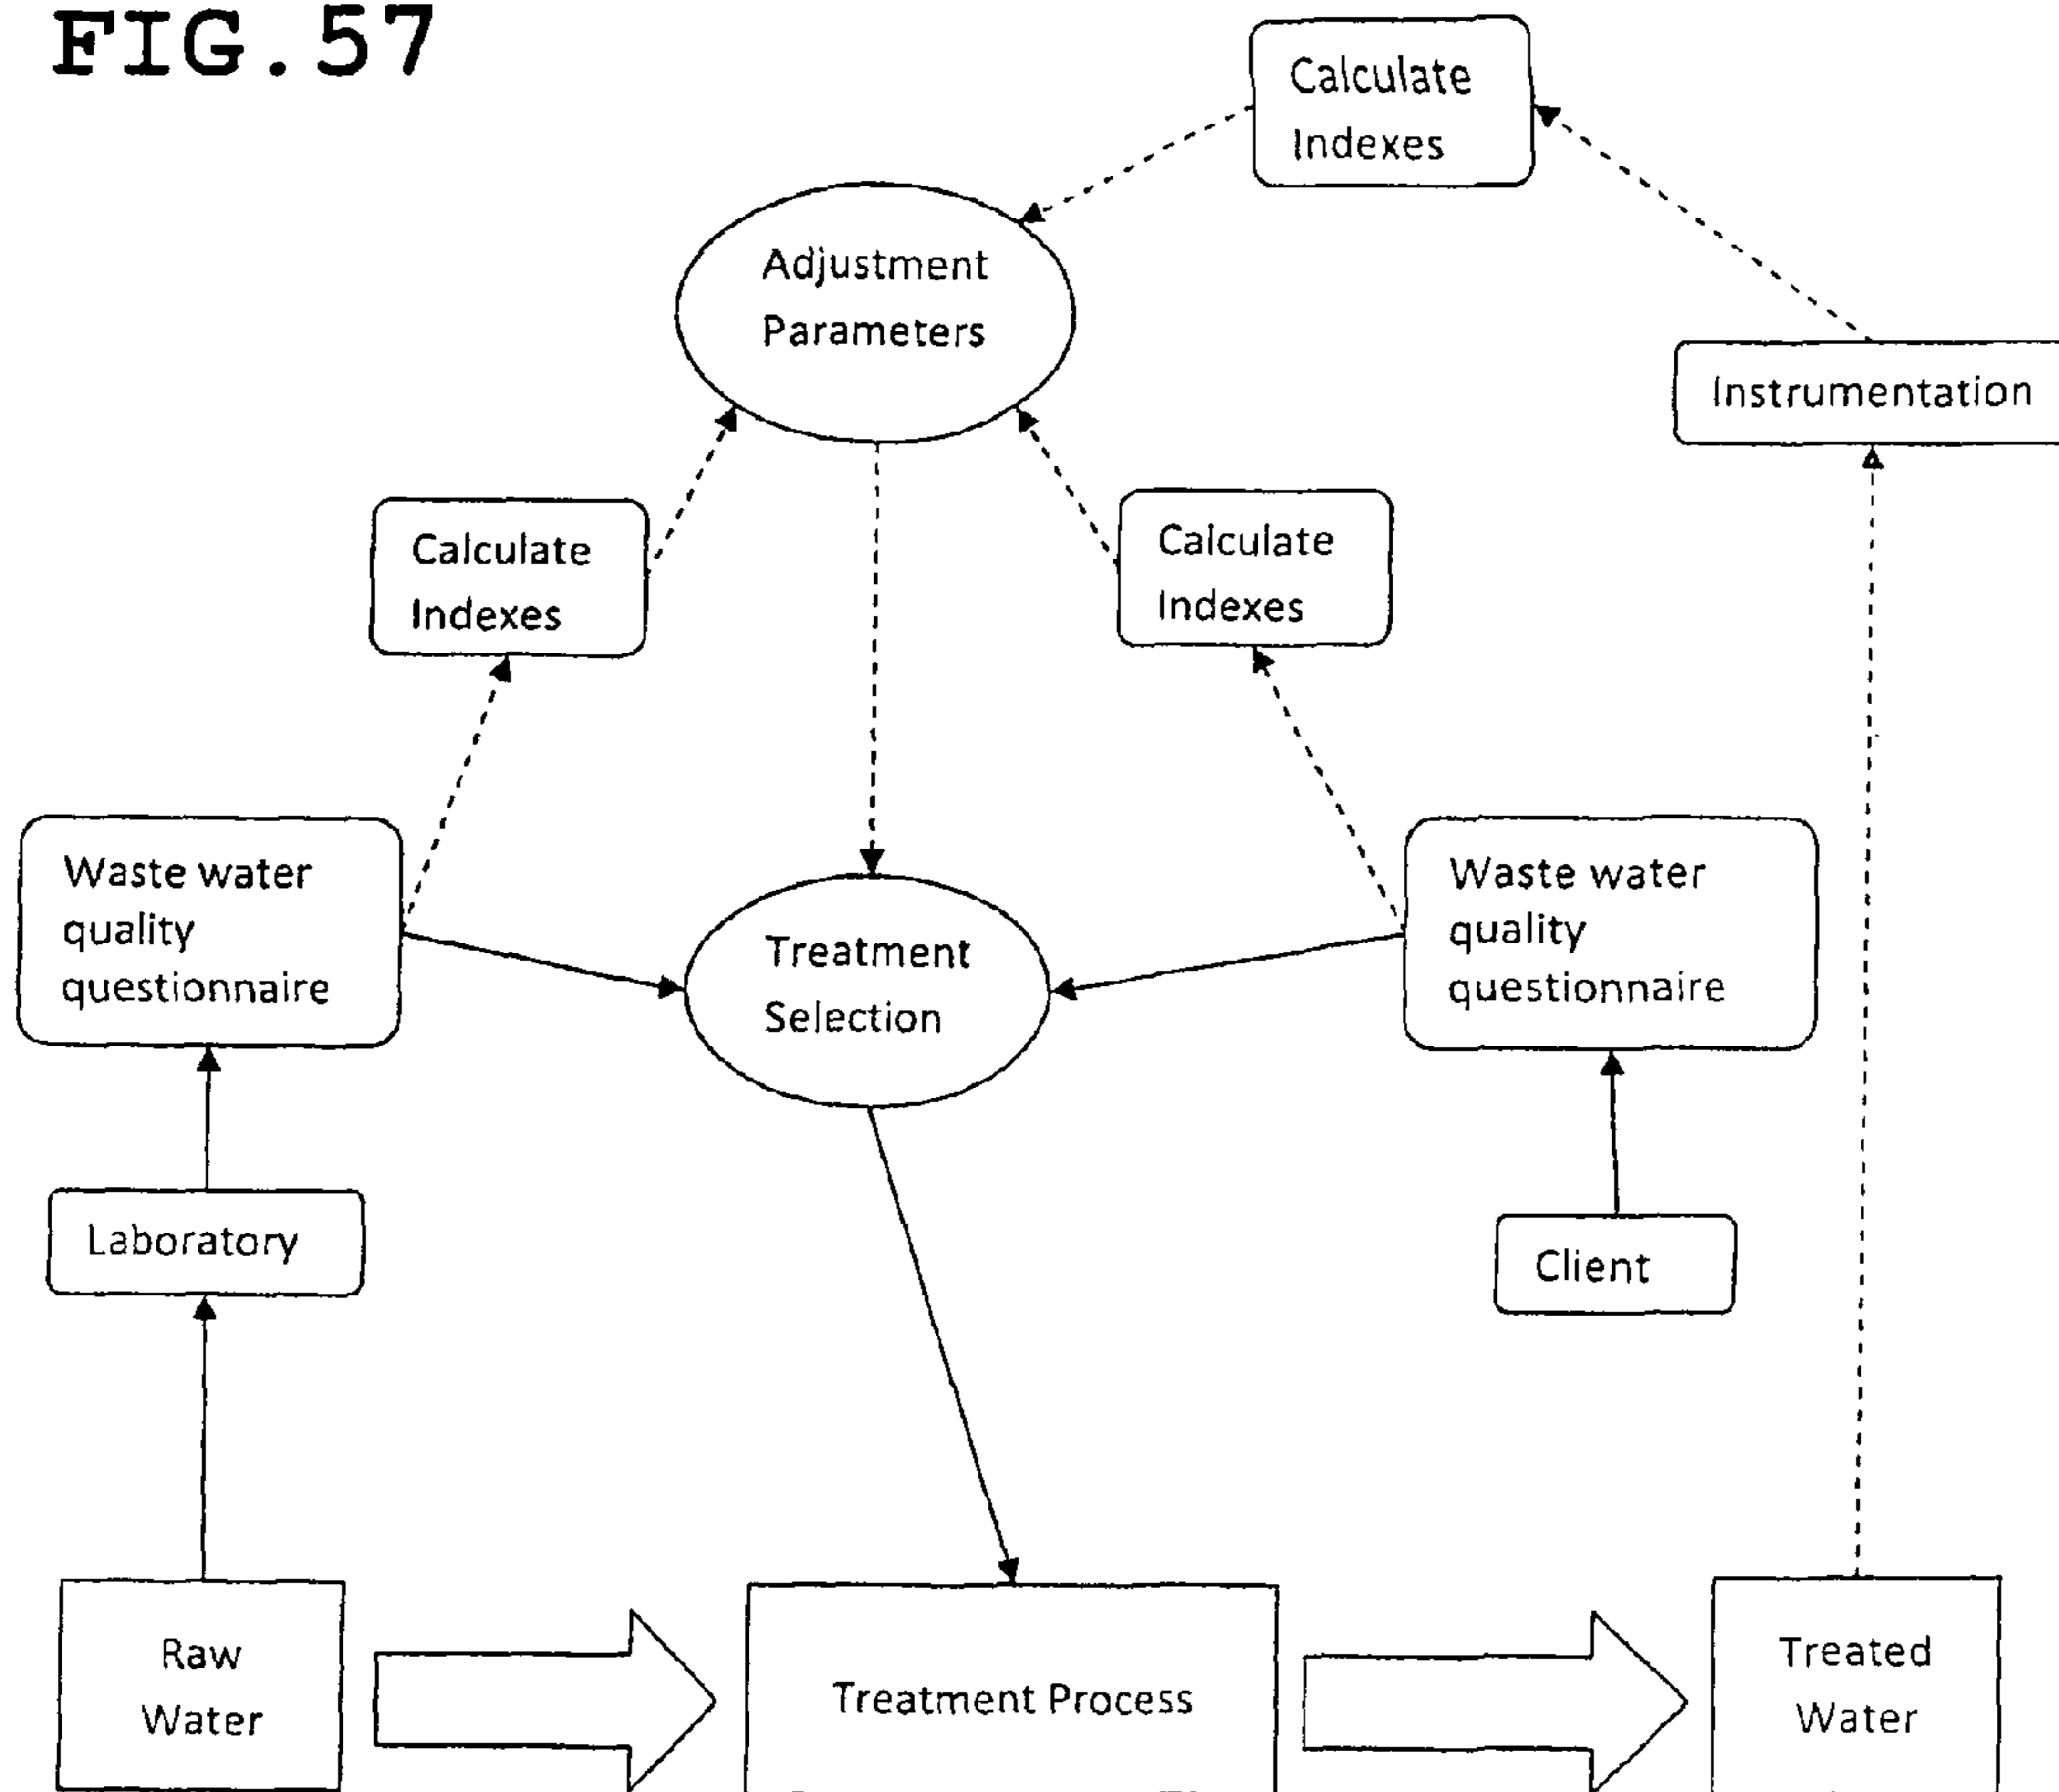 FIG.57
Calculate
Indexes
Adjustment
Parameters
Instrumentation
Calculate
Indexes
Calculate
Indexes
Waste water
quality
questionnaire
Treatment
Selection
Waste water
quality
questionnaire
Laboratory
Client
Raw
Water
Treatment Process
Treated
Water